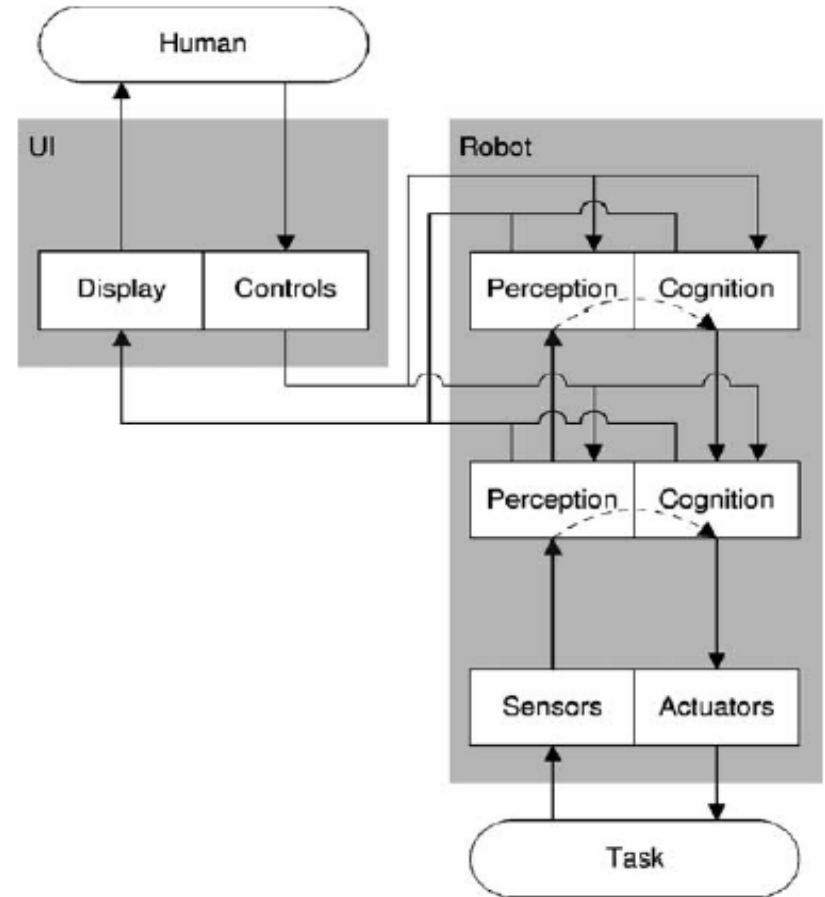 Human
UI
Robot
Display
Controls
Perception
Cognition
Perception
Cognition
Sensors
Actuators
Task